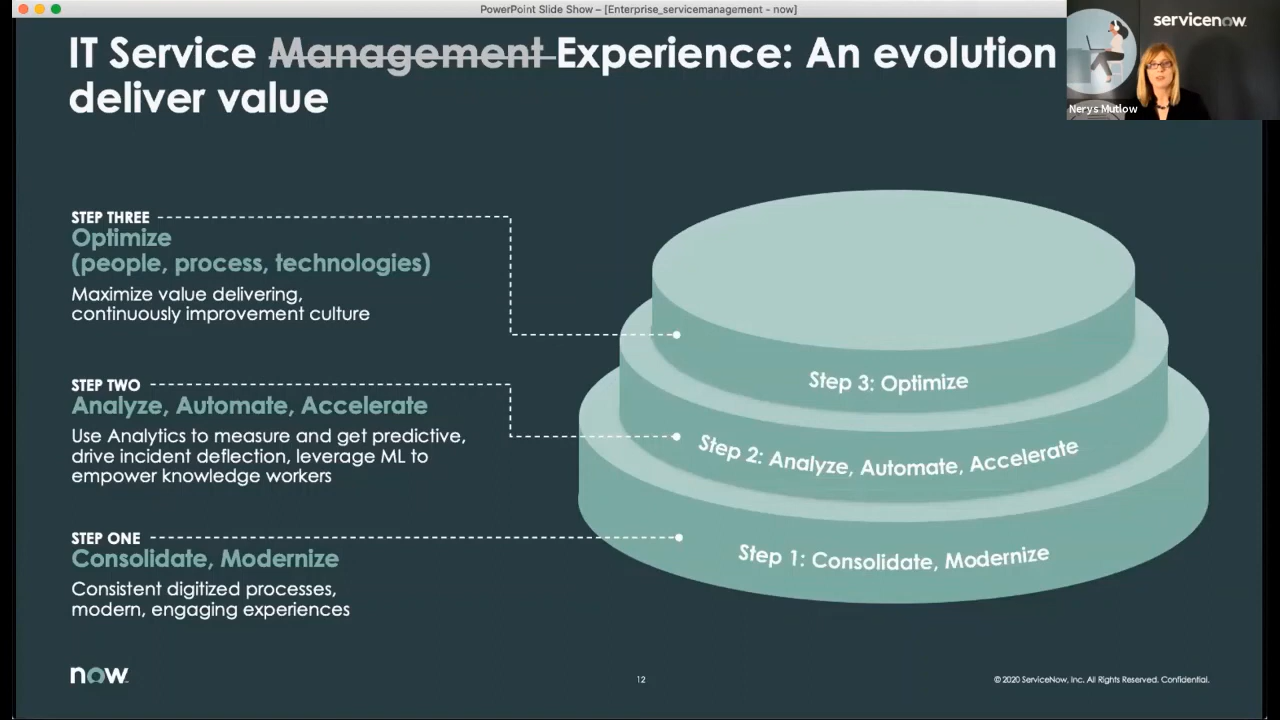 PowerPoint Slide Show – [Enterprise_servicemanagement - now]
IT Service Management Experience: An evolution
deliver value
servicenow
Nerys Mutlow
STEP THREE
Optimize
(people, process, technologies)
Maximize value delivering,
continuously improvement culture
STEP TWO
Analyze, Automate, Accelerate
Use Analytics to measure and get predictive,
drive incident deflection, leverage ML to
empower knowledge workers
STEP ONE
Consolidate, Modernize
Consistent digitized processes,
modern, engaging experiences
Step 3: Optimize
Step 2: Analyze, Automate, Accelerate
Step 1: Consolidate, Modernize
now
12
© 2020 ServiceNow, Inc. All Rights Reserved. Confidential.